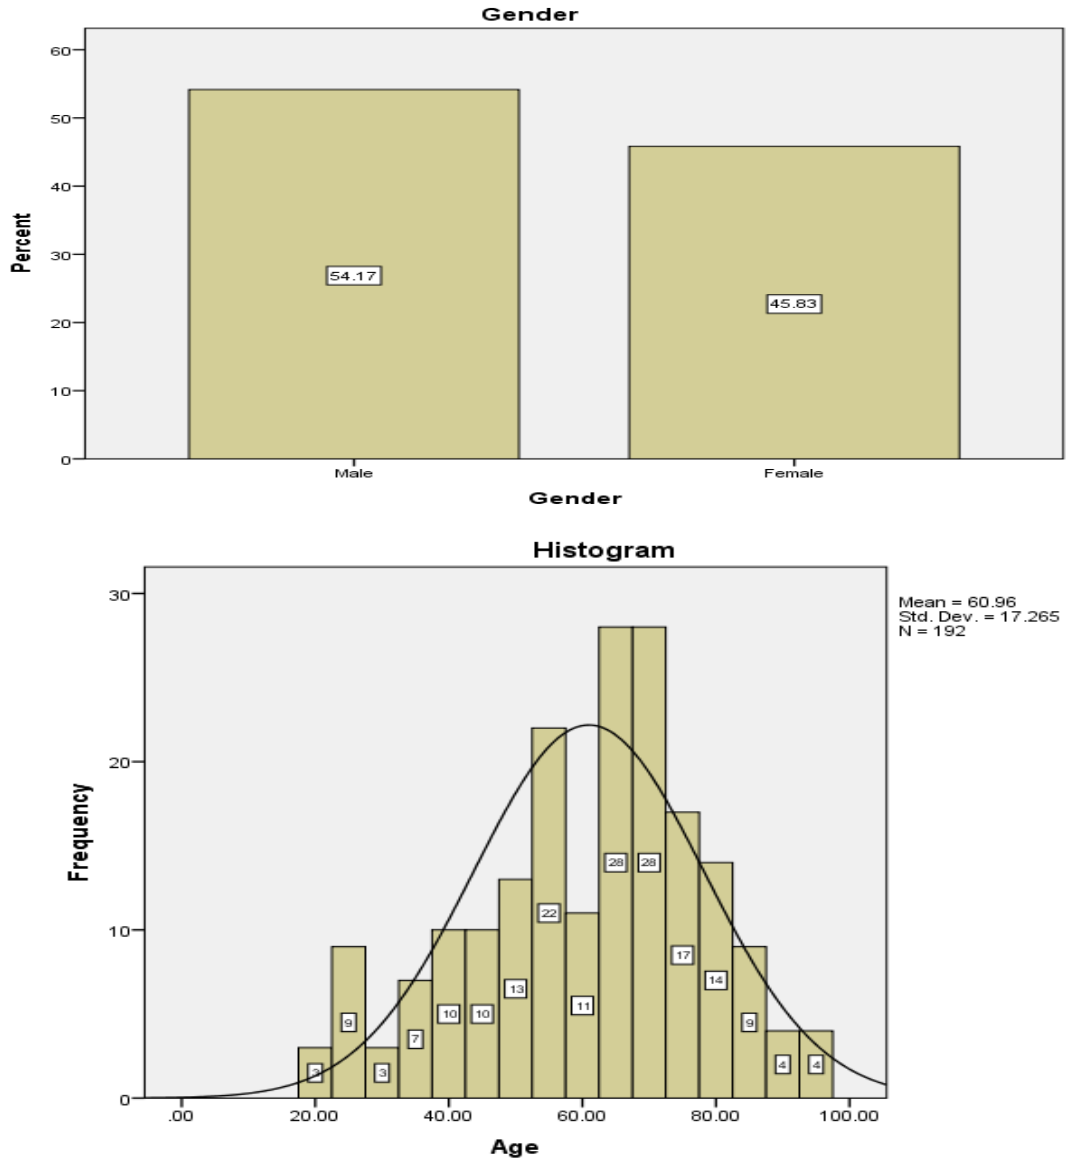 Gender
60
50
40
30
20
10
0
Percent
54.17
45.83
Male Female
Gender
Histogram
30
20
10
0
Frequency
Mean = 60.96
Std. Dev. = 17.265
N = 192
3 9 3 7 10 10 13 22 11 28 28 17 14 9 4 4
.00 20.00 40.00 60.00 80.00 100.00
Age